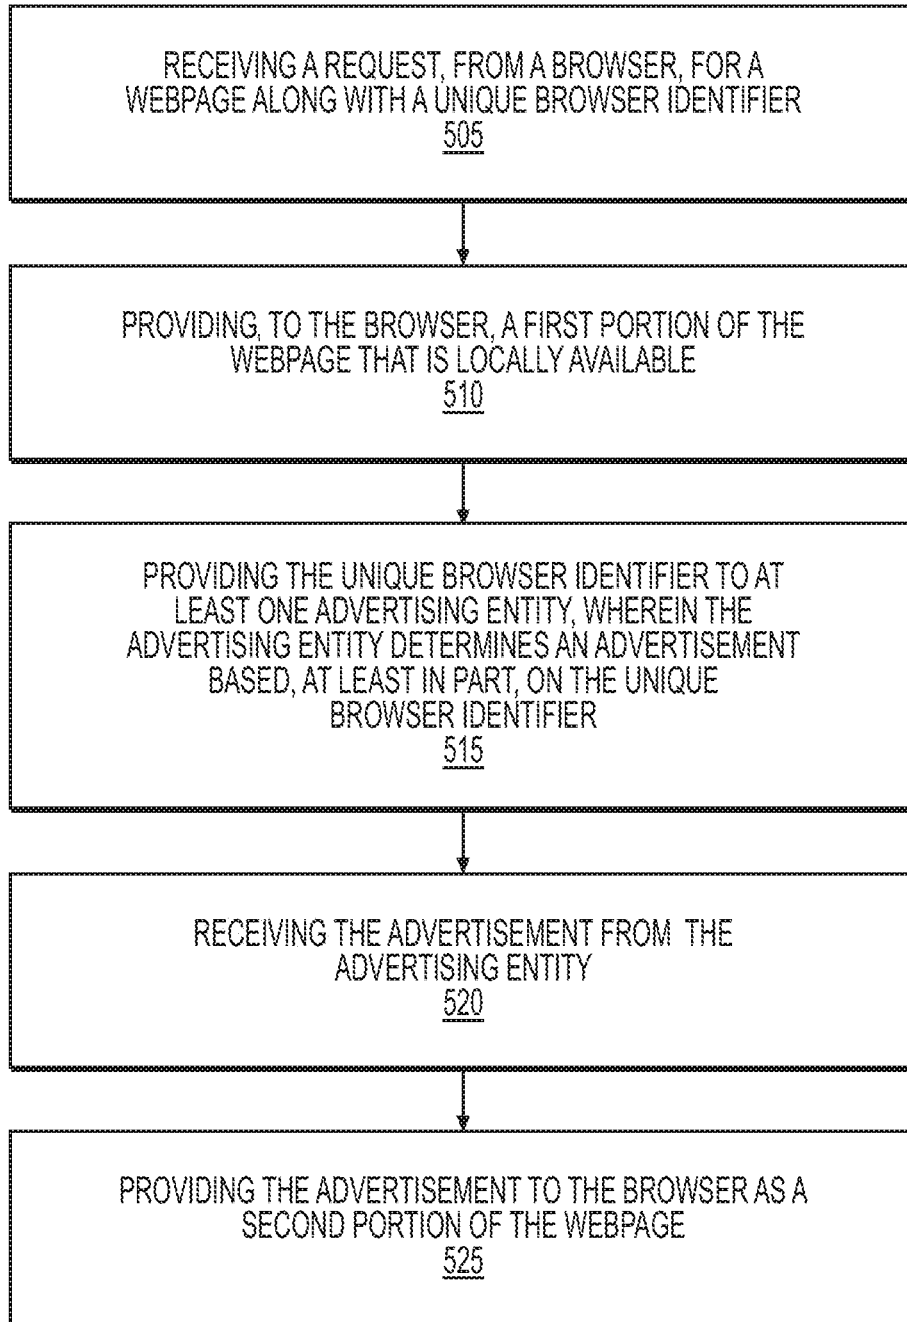 RECEIVING A REQUEST, FROM A BROWSER, FOR A
WEBPAGE ALONG WITH A UNIQUE BROWSER IDENTIFIER
505
PROVIDING, TO THE BROWSER, A FIRST PORTION OF THE
WEBPAGE THAT IS LOCALLY AVAILABLE
510
PROVIDING THE UNIQUE BROWSER IDENTIFIER TO AT
LEAST ONE ADVERTISING ENTITY, WHEREIN THE
ADVERTISING ENTITY DETERMINES AN ADVERTISEMENT
BASED, AT LEAST IN PART, ON THE UNIQUE
BROWSER IDENTIFIER
515
RECEIVING THE ADVERTISEMENT FROM THE
ADVERTISING ENTITY
520
PROVIDING THE ADVERTISEMENT TO THE BROWSER AS A
SECOND PORTION OF THE WEBPAGE
525